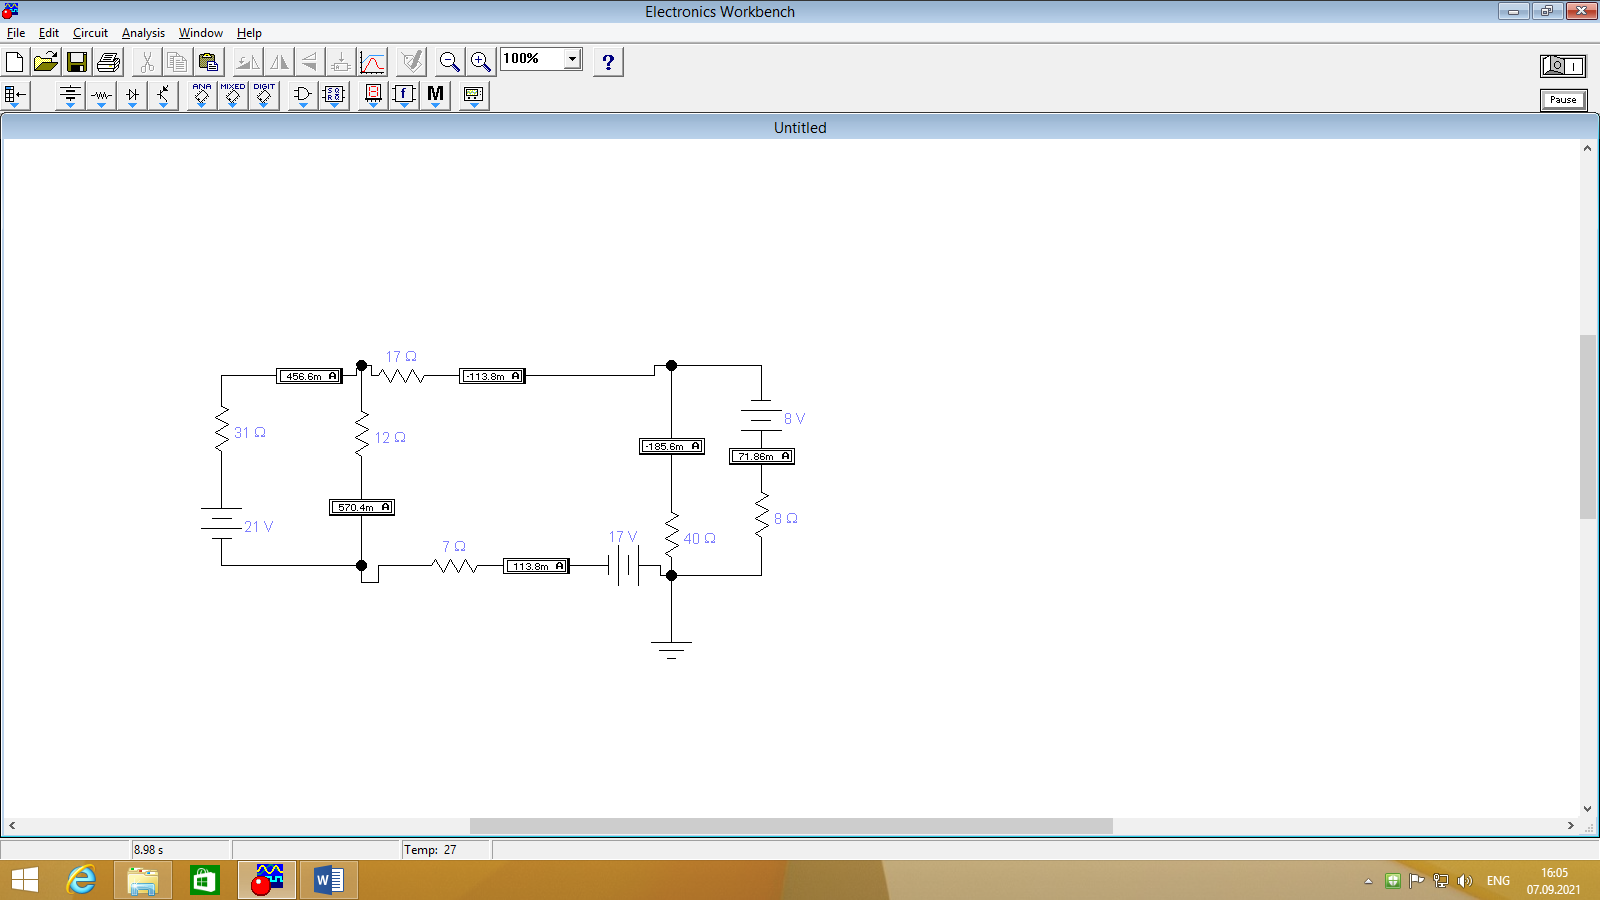 Electronics Workbench
File Edit Circuit Analysis Window Help
100%
?
ANA MIXED DIGIT
f M
Pause
Untitled
17 Ω
456.6m A
-113.8m A
8 V
31 Ω
12 Ω
-185.6m A
71.86m A
570.4m A
21 V
8 Ω
17 V
40 Ω
7 Ω
113.8m A
8.98 s
Temp: 27
ENG
16:05
07.09.2021